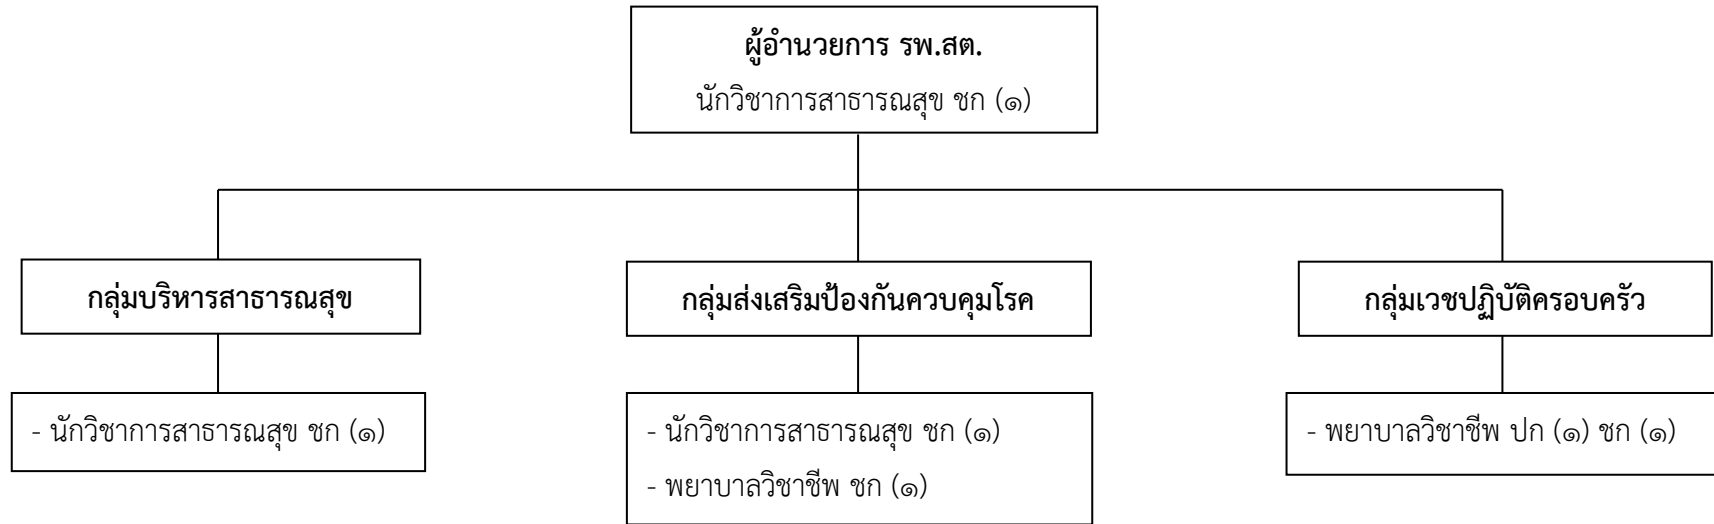 ผู้อำนวยการ รพ.สต.
นักวิชาการสาธารณสุข ชก (๑)
กลุ่มบริหารสาธารณสุข
กลุ่มส่งเสริมป้องกันควบคุมโรค
กลุ่มเวชปฏิบัติครอบครัว
- นักวิชาการสาธารณสุข ชก (๑)
- นักวิชาการสาธารณสุข ชก (๑)
- พยาบาลวิชาชีพ ชก (๑)
- พยาบาลวิชาชีพ ปก (๑) ชก (๑)